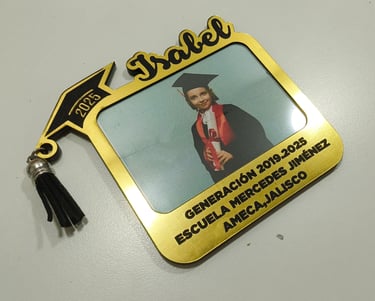 Isabel
2025
GENERACIÓN 2019.2025
ESCUELA MERCEDES JIMÉNEZ
AMECA,JALISCO